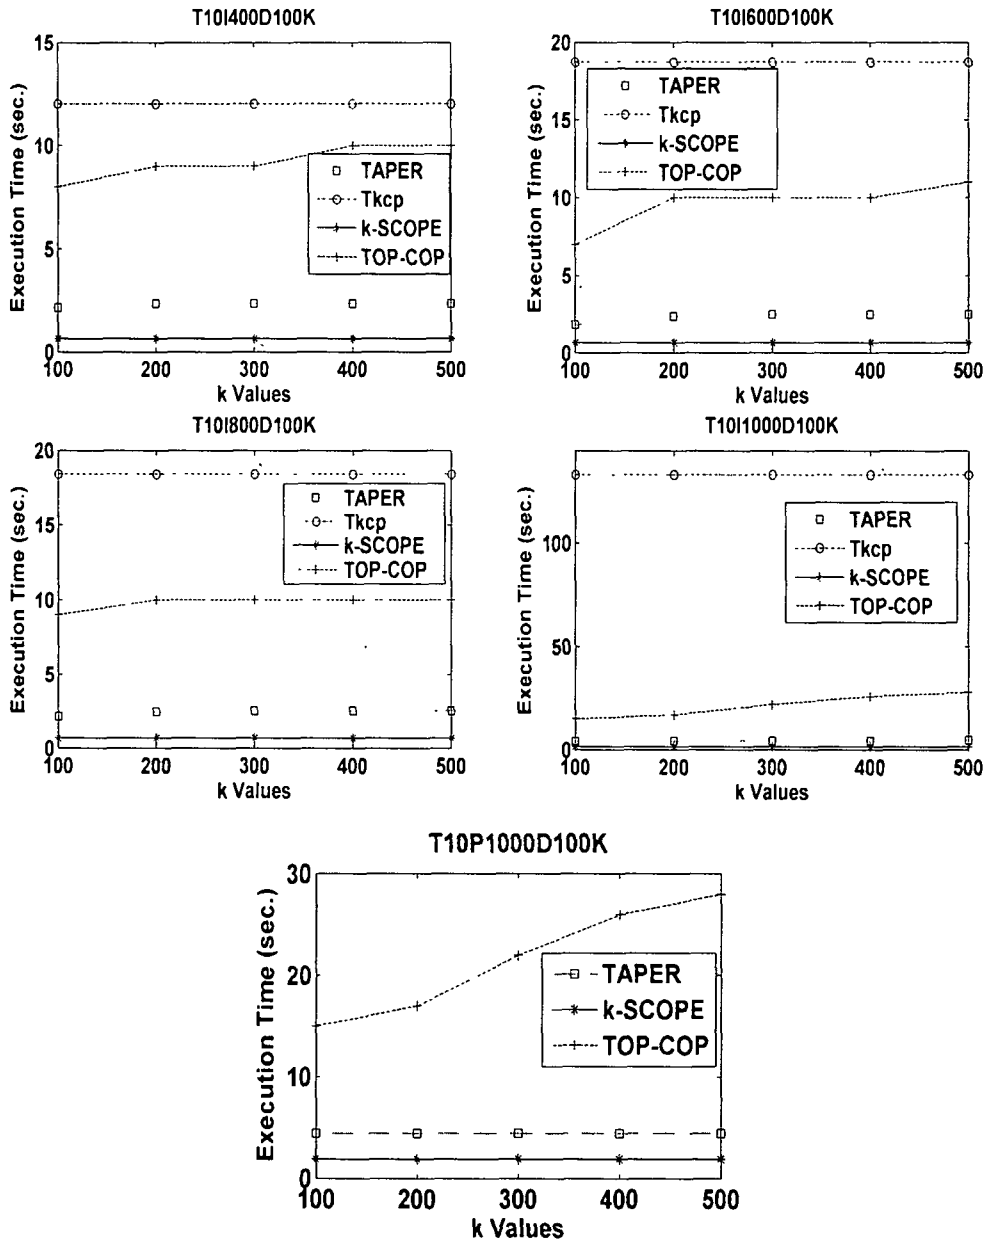 T10I400D100K
Execution Time (sec.)
15
10
5
0
100 200 300 400 500
k Values
TAPER
Tkcp
k-SCOPE
TOP-COP
T10I600D100K
Execution Time (sec.)
20
15
10
5
0
100 200 300 400 500
k Values
TAPER
Tkcp
k-SCOPE
TOP-COP
T10I800D100K
Execution Time (sec.)
20
15
10
5
0
100 200 300 400 500
k Values
TAPER
Tkcp
k-SCOPE
TOP-COP
T10I1000D100K
Execution Time (sec.)
100
50
0
100 200 300 400 500
k Values
TAPER
Tkcp
k-SCOPE
TOP-COP
T10P1000D100K
Execution Time (sec.)
30
20
10
0
100 200 300 400 500
k Values
TAPER
k-SCOPE
TOP-COP